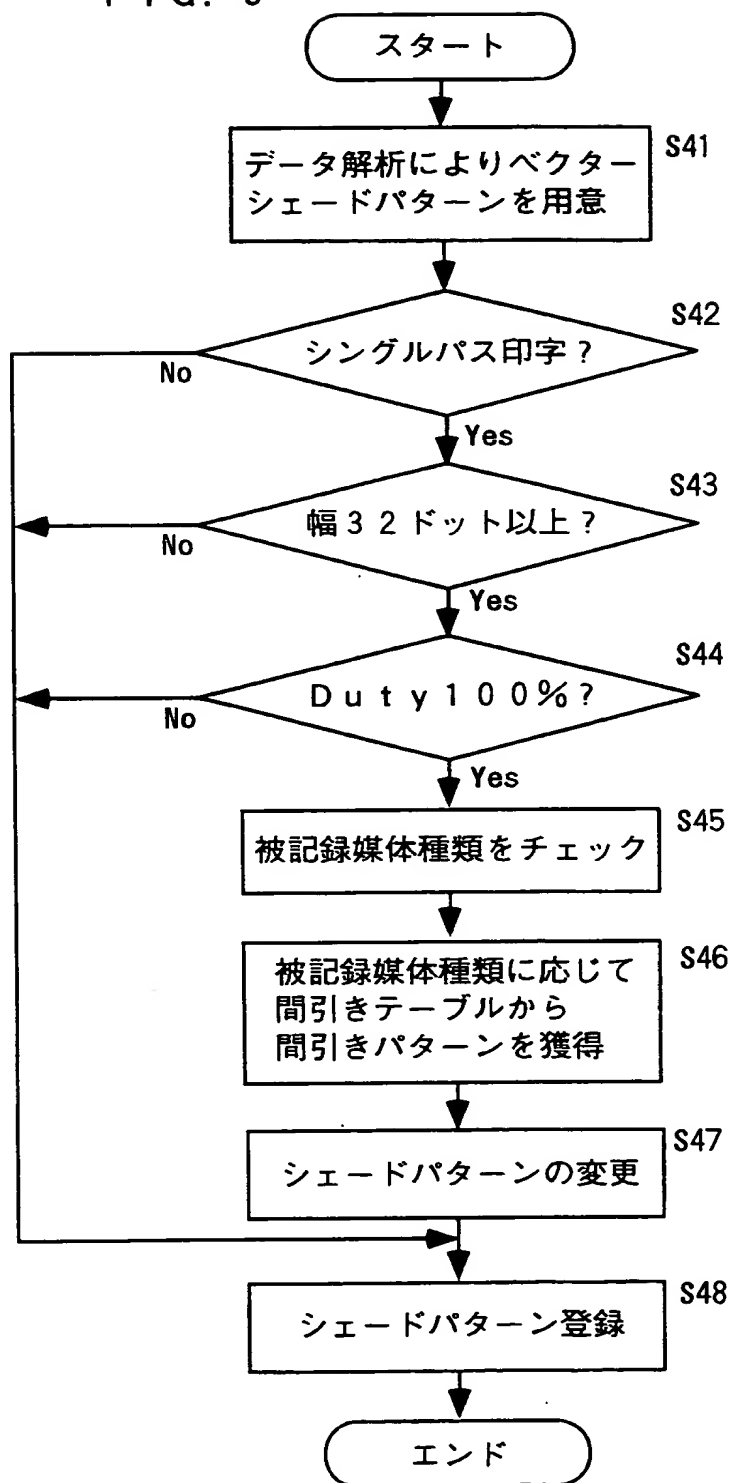 スタート
S41
データ解析によりベクター
シェードパターンを用意
S42
シングルパス印字？
No
Yes
S43
幅３２ドット以上？
No
Yes
S44
Ｄｕｔｙ１００％？
No
Yes
S45
被記録媒体種類をチェック
S46
被記録媒体種類に応じて
間引きテーブルから
間引きパターンを獲得
S47
シェードパターンの変更
S48
シェードパターン登録
エンド